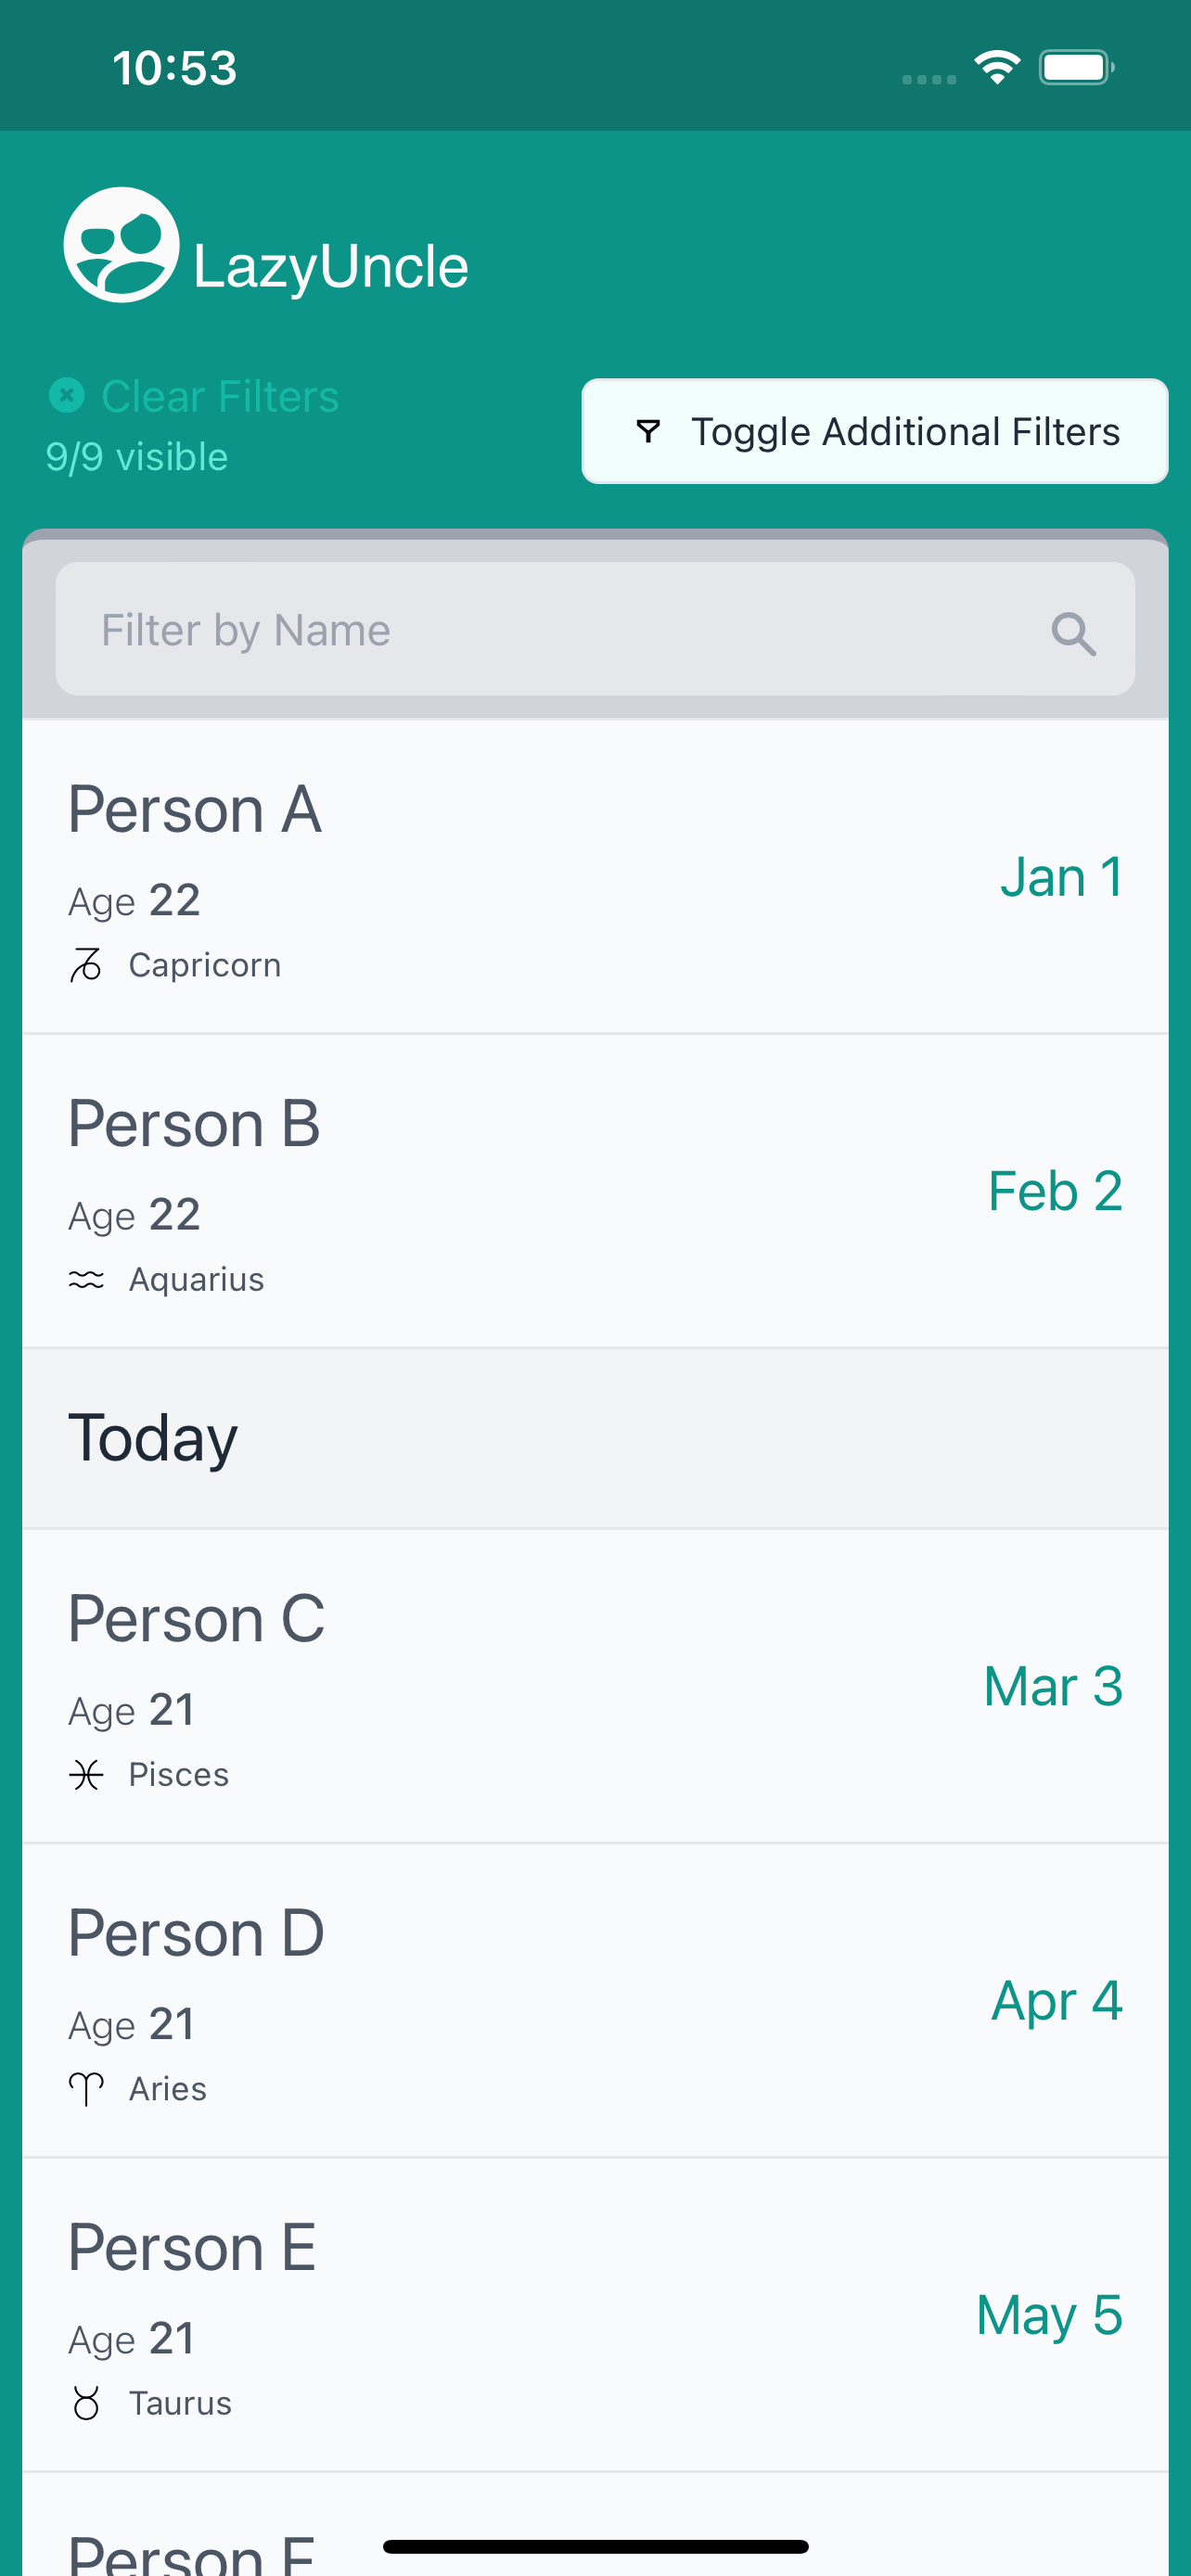 10:53
LazyUncle
Clear Filters
9/9 visible
Toggle Additional Filters
Filter by Name
Person A
Age 22
Capricorn
Jan 1
Person B
Age 22
Aquarius
Feb 2
Today
Person C
Age 21
Pisces
Mar 3
Person D
Age 21
Aries
Apr 4
Person E
Age 21
Taurus
May 5
Person F